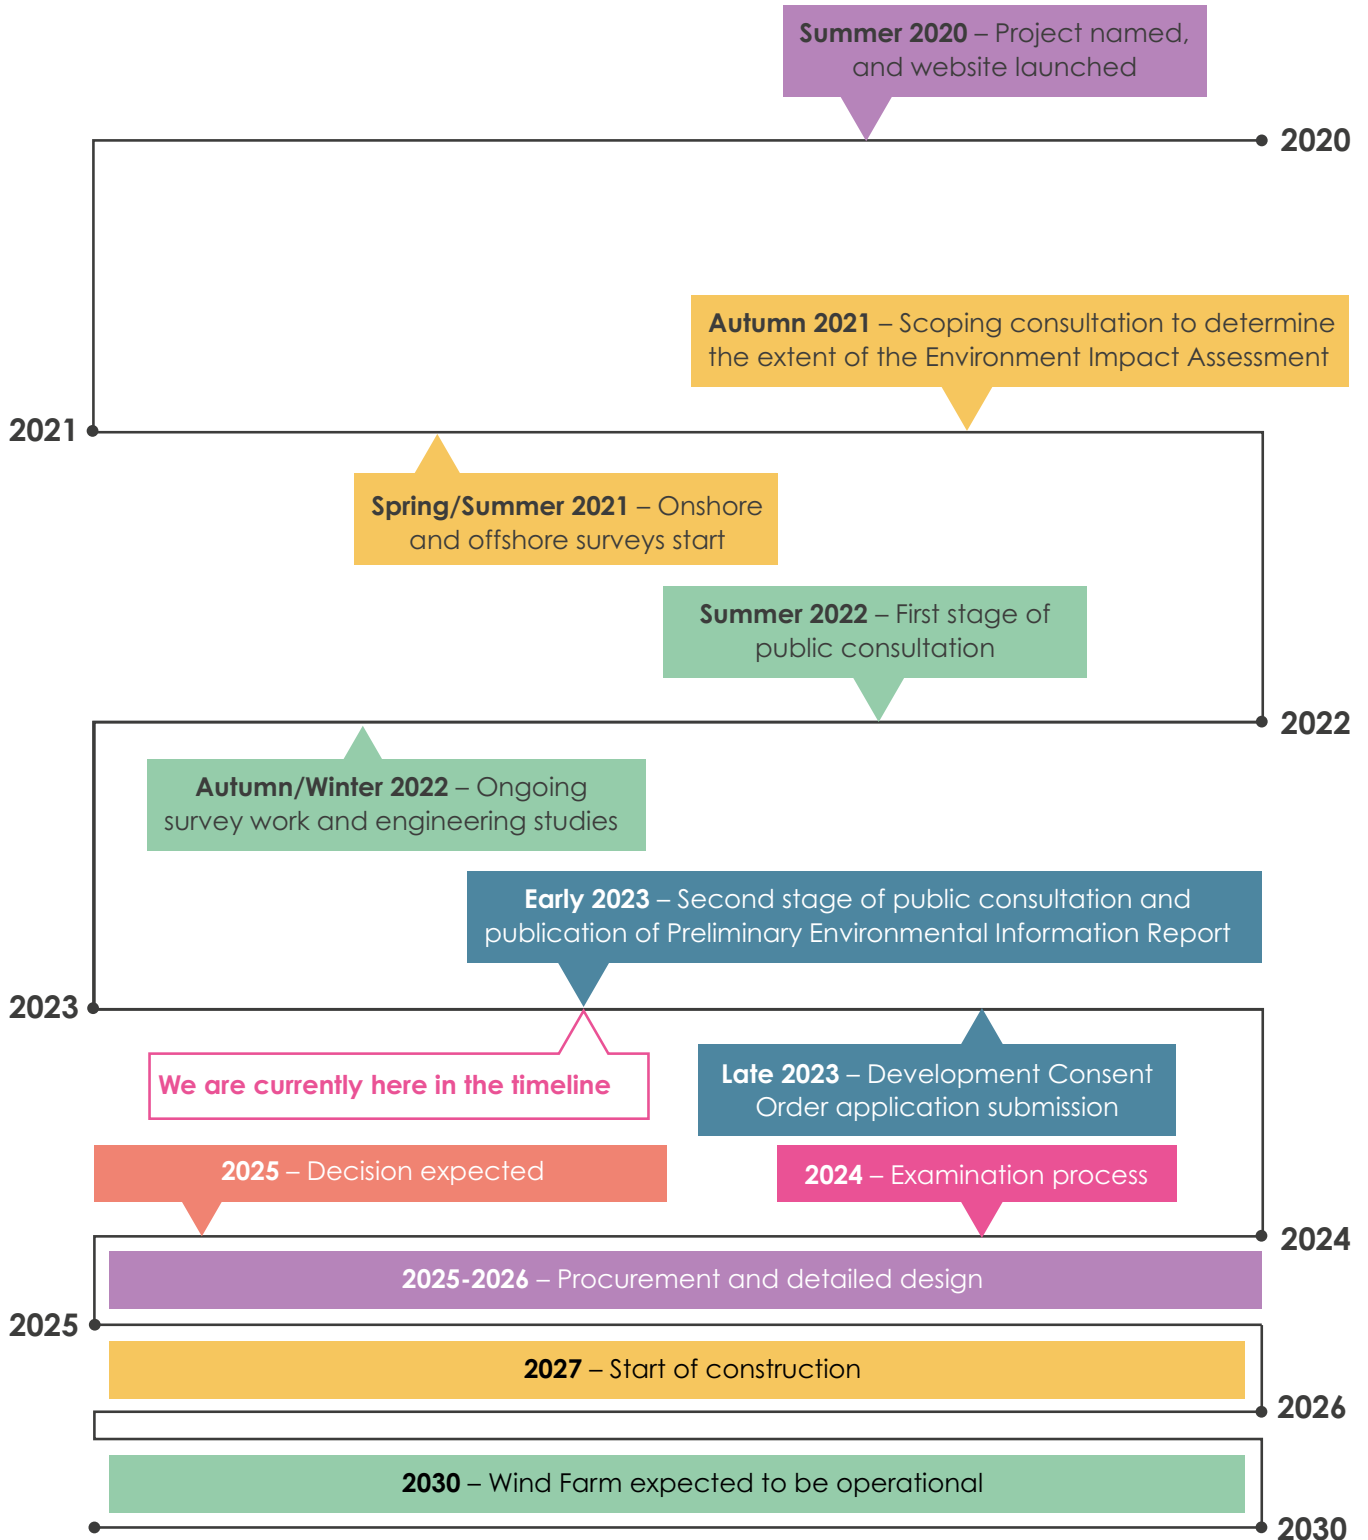 Summer 2020 – Project named,
and website launched
2020
Autumn 2021 – Scoping consultation to determine
the extent of the Environment Impact Assessment
2021
Spring/Summer 2021 – Onshore
and offshore surveys start
Summer 2022 – First stage of
public consultation
2022
Autumn/Winter 2022 – Ongoing
survey work and engineering studies
Early 2023 – Second stage of public consultation and
publication of Preliminary Environmental Information Report
2023
We are currently here in the timeline
Late 2023 – Development Consent
Order application submission
2025 – Decision expected
2024 – Examination process
2024
2025-2026 – Procurement and detailed design
2025
2027 – Start of construction
2026
2030 – Wind Farm expected to be operational
2030